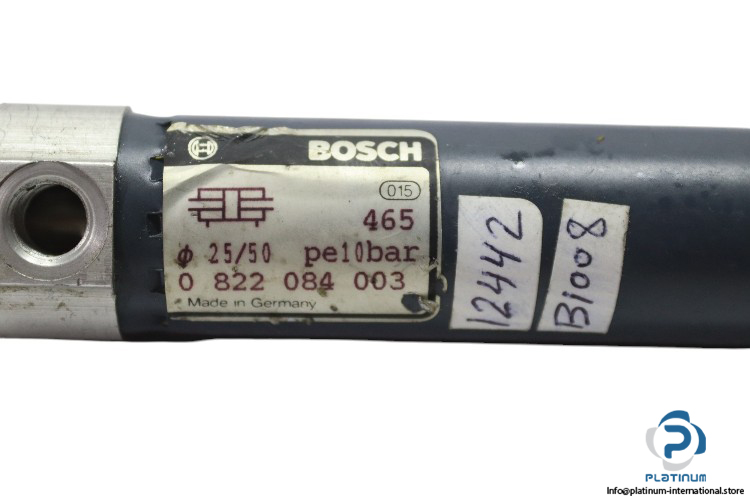 BOSCH
015
465
ϕ 25/50 pe10bar
0 822 084 003
Made in Germany
12442
Bi008
PLATINUM
Info@platinum-international.store